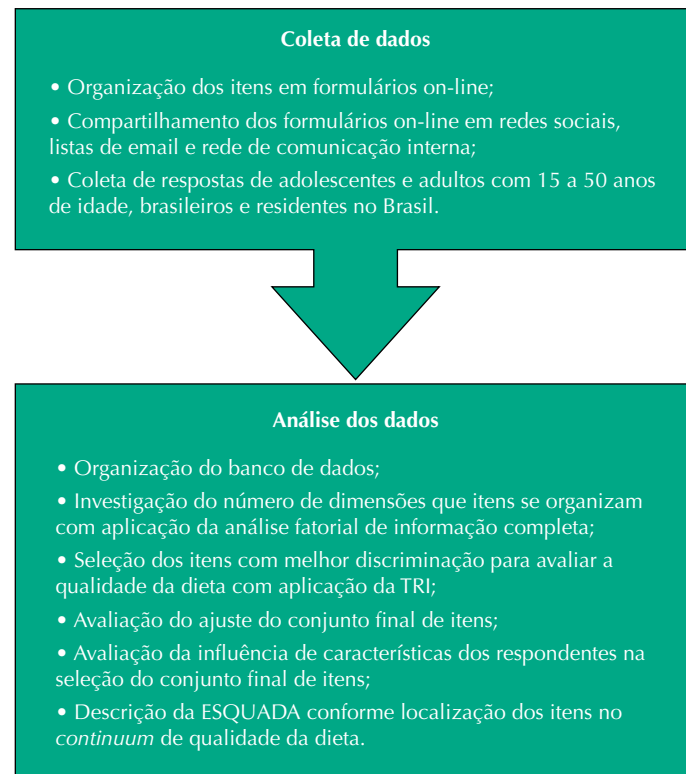 Coleta de dados
• Organização dos itens em formulários on-line;
• Compartilhamento dos formulários on-line em redes sociais,
listas de email e rede de comunicação interna;
• Coleta de respostas de adolescentes e adultos com 15 a 50 anos
de idade, brasileiros e residentes no Brasil.
Análise dos dados
• Organização do banco de dados;
• Investigação do número de dimensões que itens se organizam
com aplicação da análise fatorial de informação completa;
• Seleção dos itens com melhor discriminação para avaliar a
qualidade da dieta com aplicação da TRI;
• Avaliação do ajuste do conjunto final de itens;
• Avaliação da influência de características dos respondentes na
seleção do conjunto final de itens;
• Descrição da ESQUADA conforme localização dos itens no
continuum de qualidade da dieta.